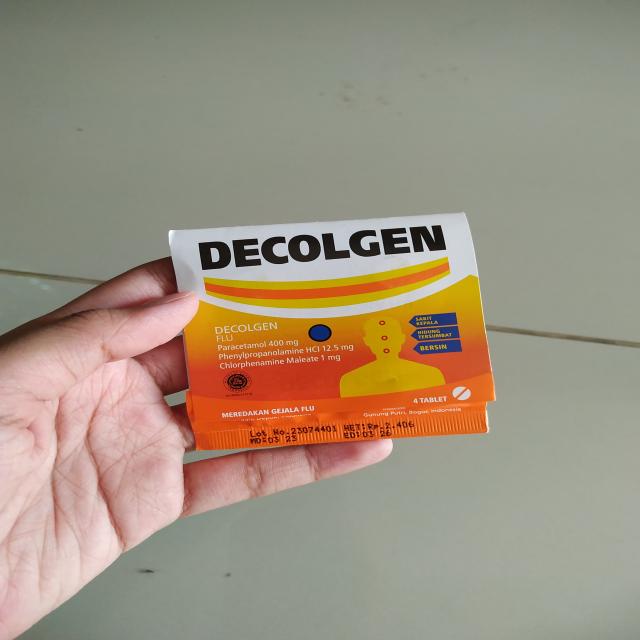 DECOLGEN
DECOLGEN
FLU
Paracetamol 400 mg
Phenylpropanolamine HCl 12.5 mg
Chlorphenamine Maleate 1 mg
SAKIT
KEPALA
HIDUNG
TERSUMBAT
BERSIN
4 TABLET
MEREDAKAN GEJALA FLU
Gunung Putri, Bogor, Indonesia
Lot No.23074401 HET:Rp.2.406
MD:03 23 ED:03 26